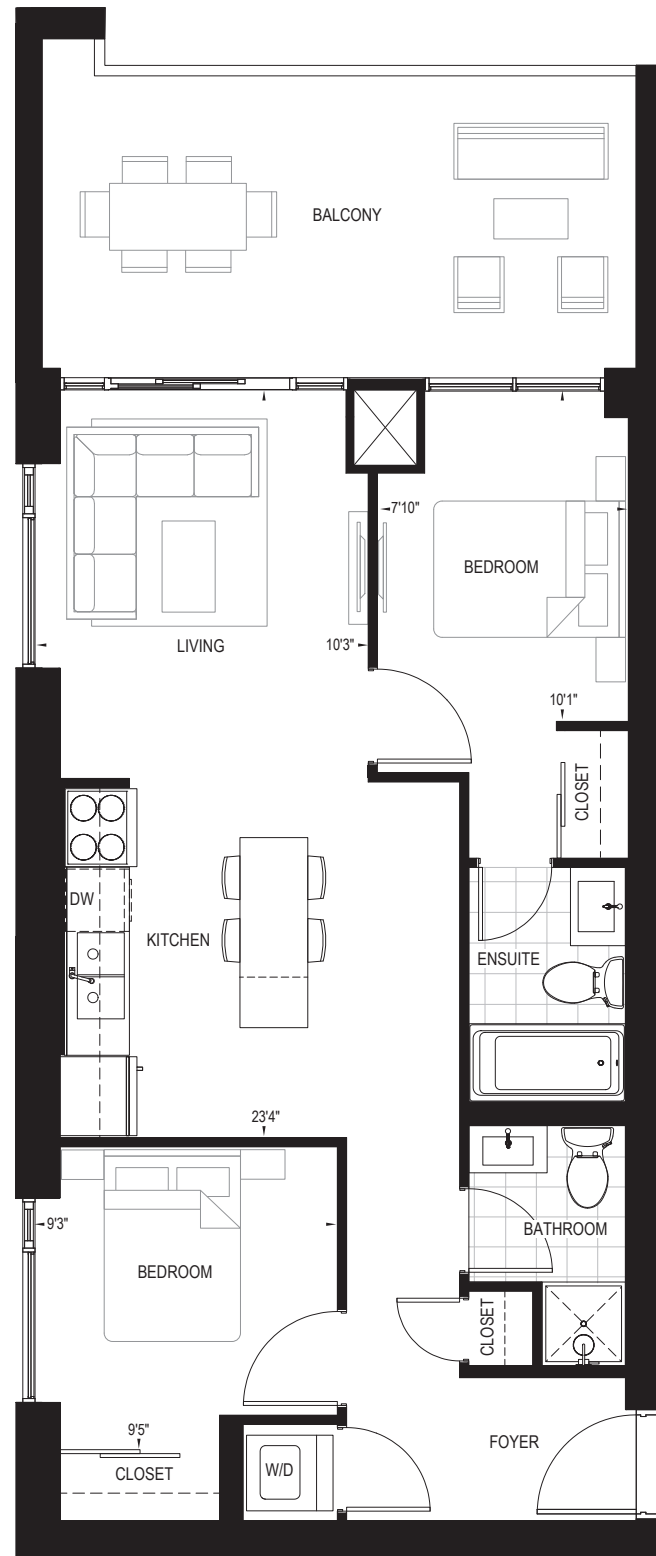 BALCONY
7'10"
BEDROOM
LIVING
10'3"
10'1"
CLOSET
DW
KITCHEN
ENSUITE
23'4"
9'3"
BATHROOM
BEDROOM
CLOSET
9'5"
FOYER
CLOSET
W/D